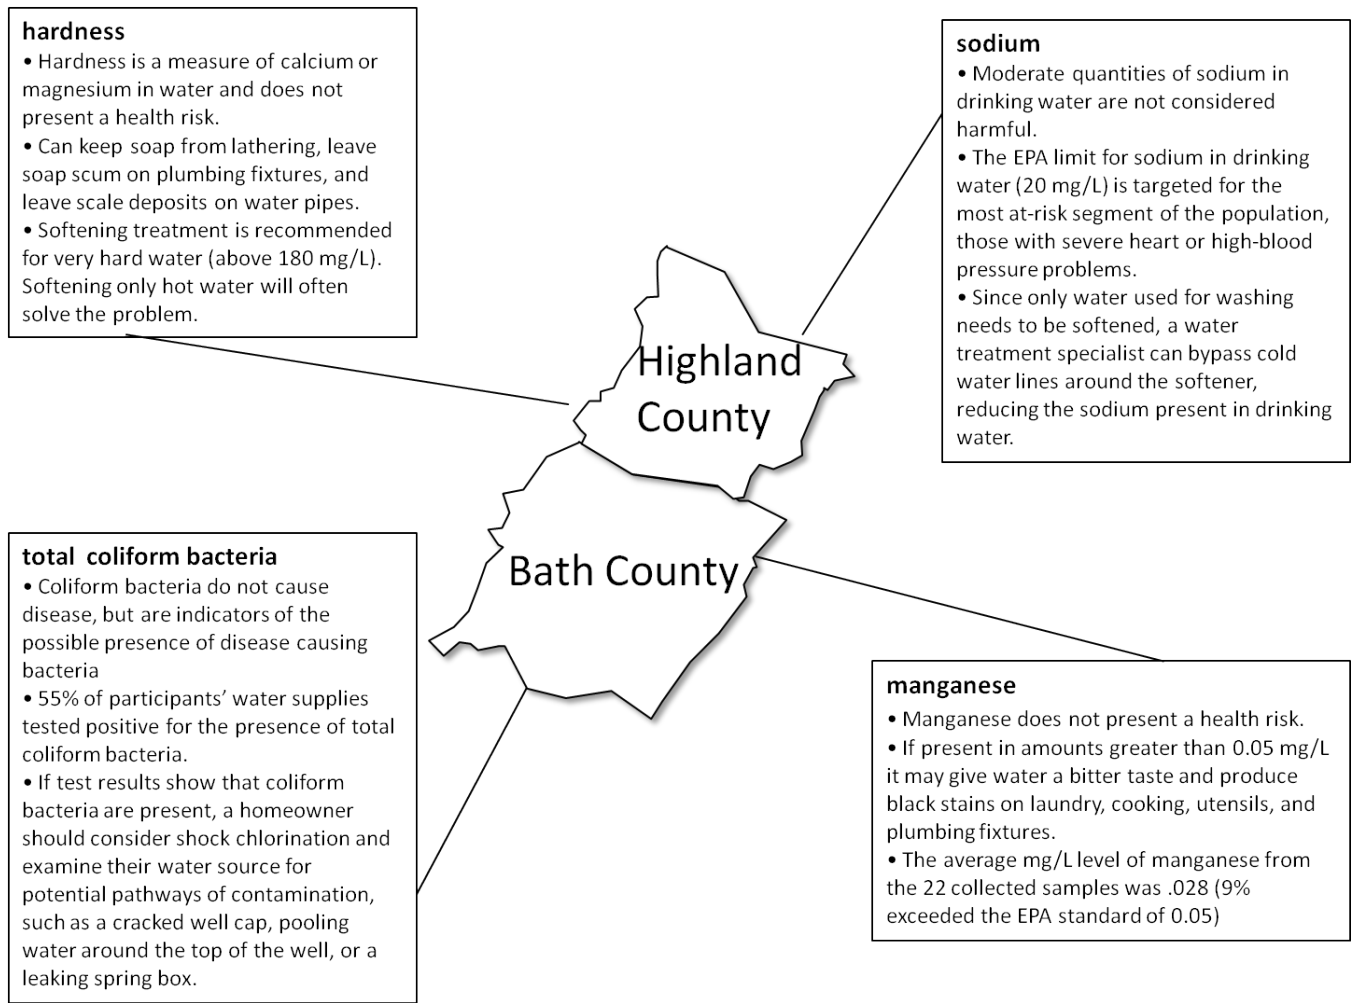 hardness
• Hardness is a measure of calcium or
magnesium in water and does not
present a health risk.
• Can keep soap from lathering, leave
soap scum on plumbing fixtures, and
leave scale deposits on water pipes.
• Softening treatment is recommended
for very hard water (above 180 mg/L).
Softening only hot water will often
solve the problem.
sodium
• Moderate quantities of sodium in
drinking water are not considered
harmful.
• The EPA limit for sodium in drinking
water (20 mg/L) is targeted for the
most at-risk segment of the population,
those with severe heart or high-blood
pressure problems.
• Since only water used for washing
needs to be softened, a water
treatment specialist can bypass cold
water lines around the softener,
reducing the sodium present in drinking
water.
Highland
County
Bath County
total coliform bacteria
• Coliform bacteria do not cause
disease, but are indicators of the
possible presence of disease causing
bacteria
• 55% of participants’ water supplies
tested positive for the presence of total
coliform bacteria.
• If test results show that coliform
bacteria are present, a homeowner
should consider shock chlorination and
examine their water source for
potential pathways of contamination,
such as a cracked well cap, pooling
water around the top of the well, or a
leaking spring box.
manganese
• Manganese does not present a health risk.
• If present in amounts greater than 0.05 mg/L
it may give water a bitter taste and produce
black stains on laundry, cooking, utensils, and
plumbing fixtures.
• The average mg/L level of manganese from
the 22 collected samples was .028 (9%
exceeded the EPA standard of 0.05)